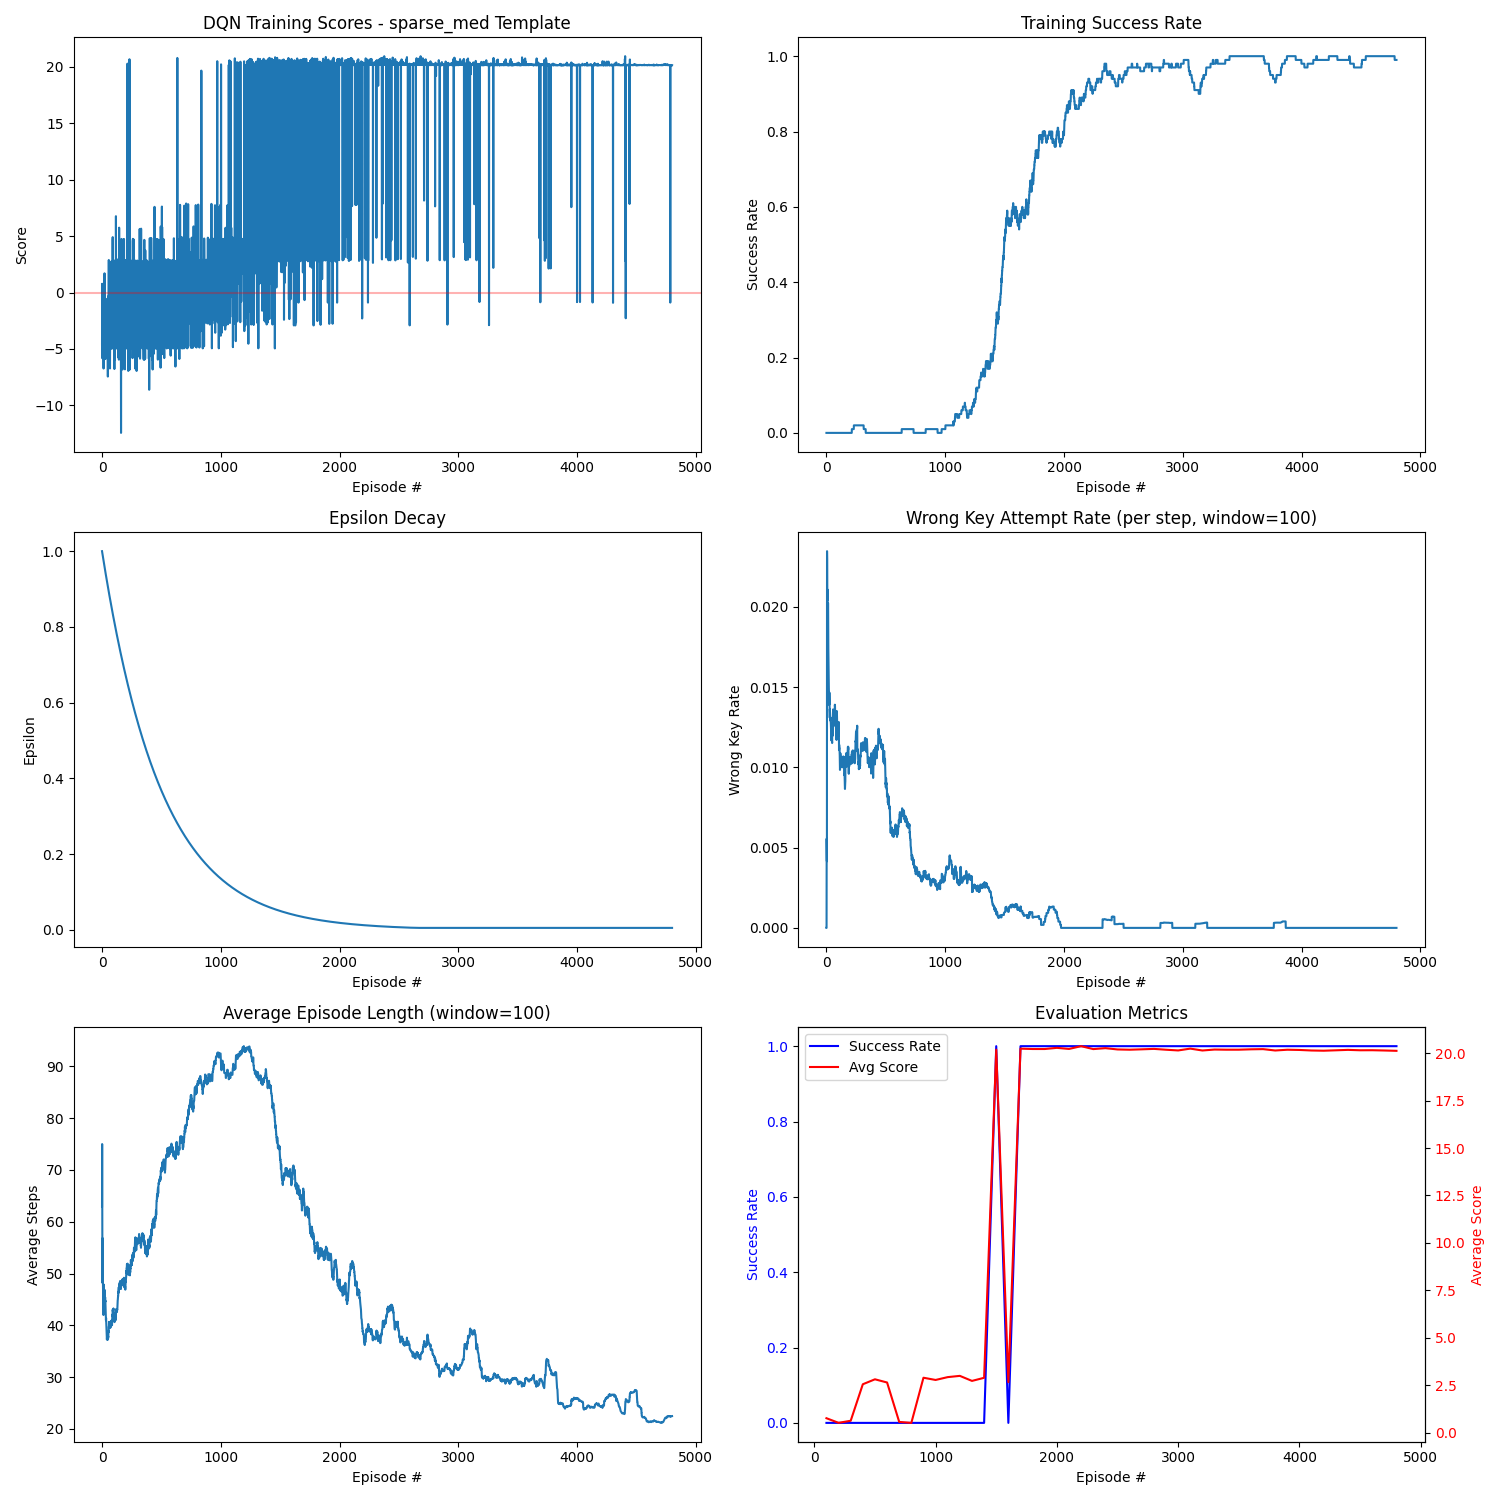 DQN Training Scores - sparse_med Template
Score
20
15
10
5
0
−5
−10
0 1000 2000 3000 4000 5000
Episode #
Training Success Rate
Success Rate
1.0
0.8
0.6
0.4
0.2
0.0
0 1000 2000 3000 4000 5000
Episode #
Epsilon Decay
Epsilon
1.0
0.8
0.6
0.4
0.2
0.0
0 1000 2000 3000 4000 5000
Episode #
Wrong Key Attempt Rate (per step, window=100)
Wrong Key Rate
0.020
0.015
0.010
0.005
0.000
0 1000 2000 3000 4000 5000
Episode #
Average Episode Length (window=100)
Average Steps
90
80
70
60
50
40
30
20
0 1000 2000 3000 4000 5000
Episode #
Evaluation Metrics
Success Rate
Avg Score
Success Rate
1.0
0.8
0.6
0.4
0.2
0.0
20.0
17.5
15.0
12.5
10.0
7.5
5.0
2.5
0.0
Average Score
0 1000 2000 3000 4000 5000
Episode #